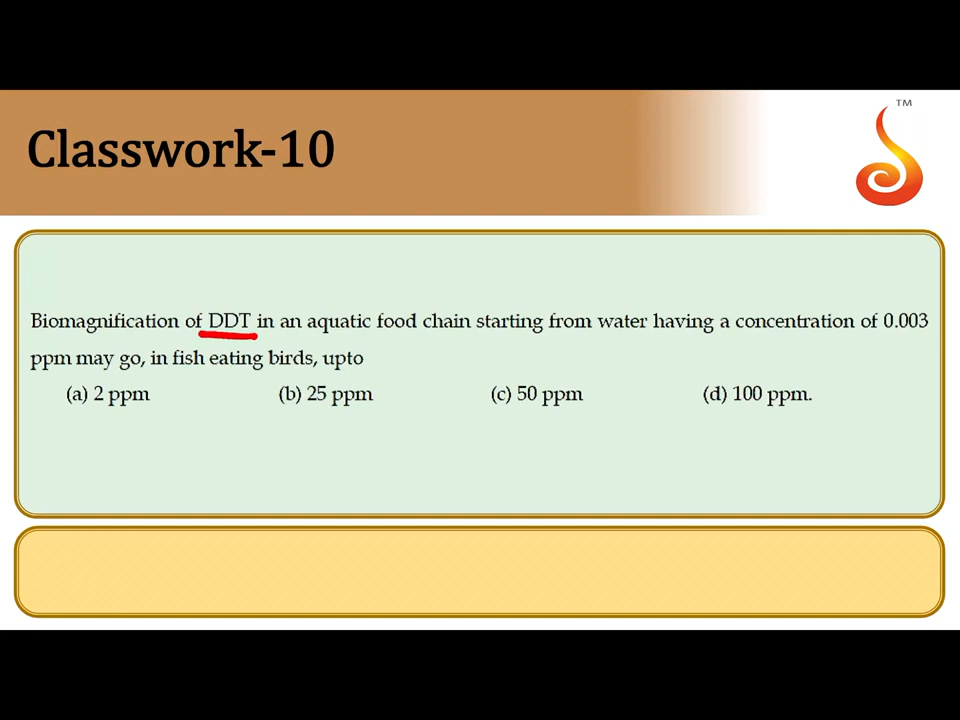 TM
Classwork-10
Biomagnification of DDT in an aquatic food chain starting from water having a concentration of 0.003
ppm may go, in fish eating birds, upto
(a) 2 ppm (b) 25 ppm (c) 50 ppm (d) 100 ppm.